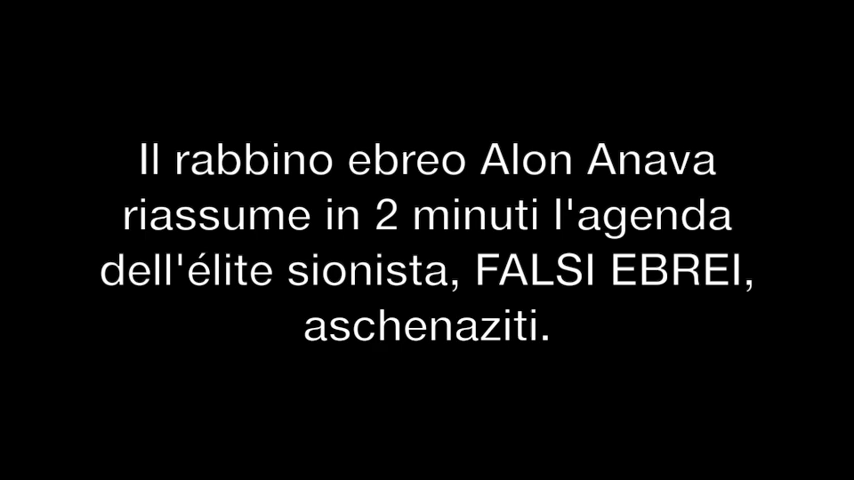 Il rabbino ebreo Alon Anava
riassume in 2 minuti l'agenda
dell'élite sionista, FALSI EBREI,
aschenaziti.